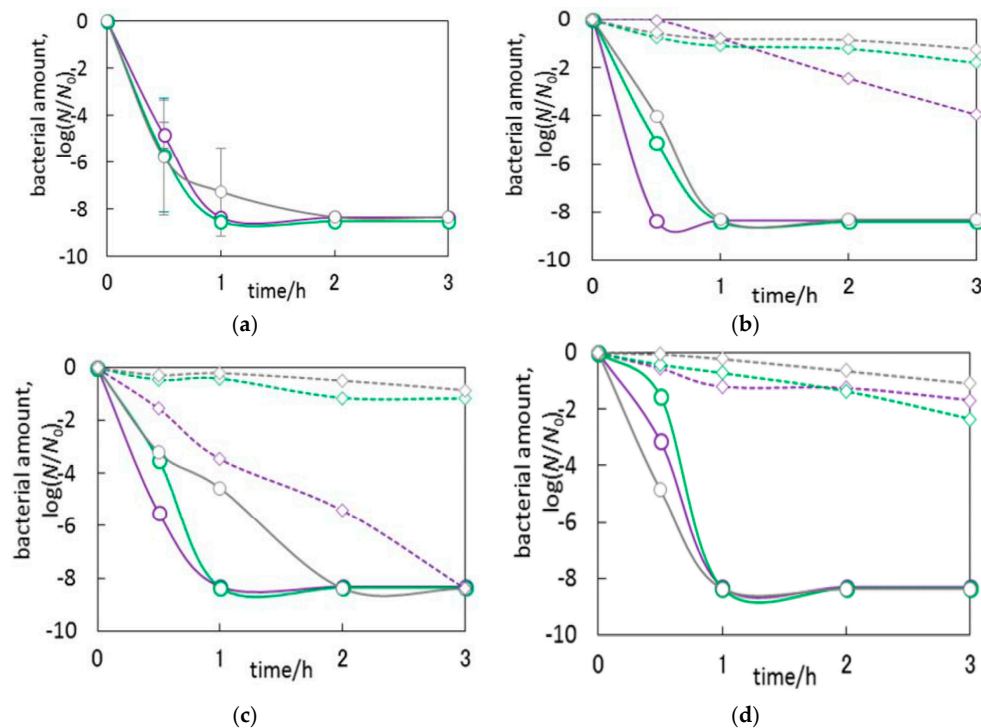 bacterial amount,
log(N/N₀)
0
-2
-4
-6
-8
-10
0
1
2
3
time/h
(a)
bacterial amount,
log(N/N₀)
0
-2
-4
-6
-8
-10
0
1
2
3
time/h
(b)
bacterial amount,
log(N/N₀)
0
-2
-4
-6
-8
-10
0
1
2
3
time/h
(c)
bacterial amount,
log(N/N₀)
0
-2
-4
-6
-8
-10
0
1
2
3
time/h
(d)